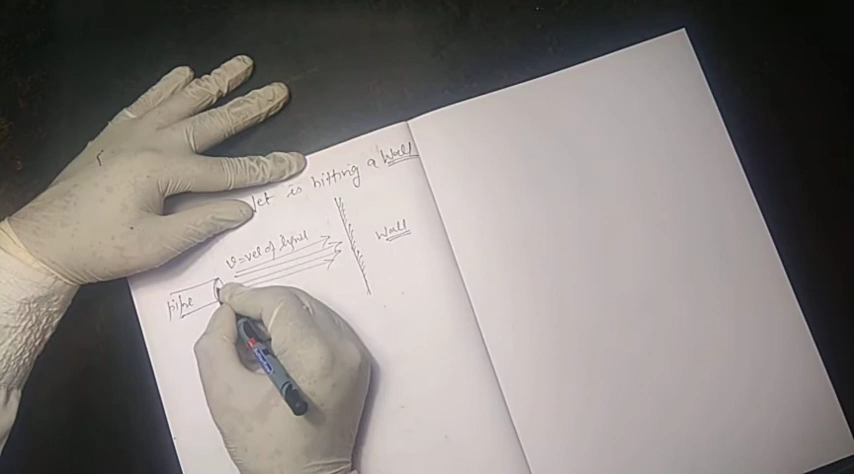 Jet is hitting a Wall
Wall
v=vel of liquid
pipe